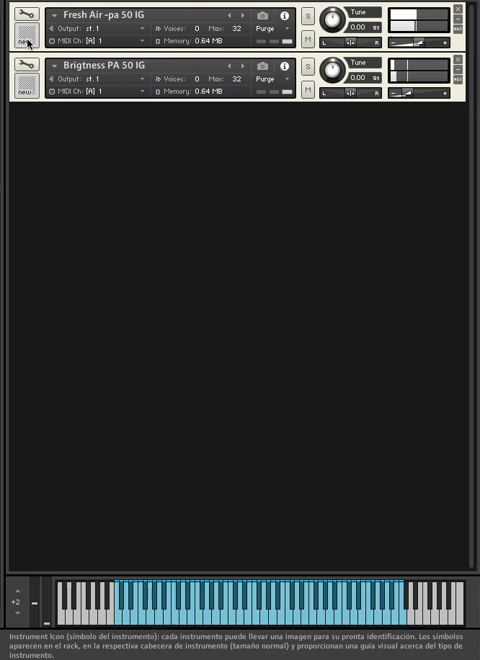 Fresh Air -pa 50 IG
S
Tune
Output: st. 1
Voices: 0 Max: 32
Purge
0.00 st
new
MIDI Ch: [A] 1
Memory: 0.64 MB
M
L R
- +
Brigtness PA 50 IG
S
Tune
Output: st. 1
Voices: 0 Max: 32
Purge
0.00 st
new
MIDI Ch: [A] 1
Memory: 0.64 MB
M
L R
- +
+2
Instrument Icon (símbolo del instrumento): cada instrumento puede llevar una imagen para su pronta identificación. Los símbolos
aparecen en el rack, en la respectiva cabecera de instrumento (tamaño normal) y proporcionan una guía visual acerca del tipo de
instrumento.